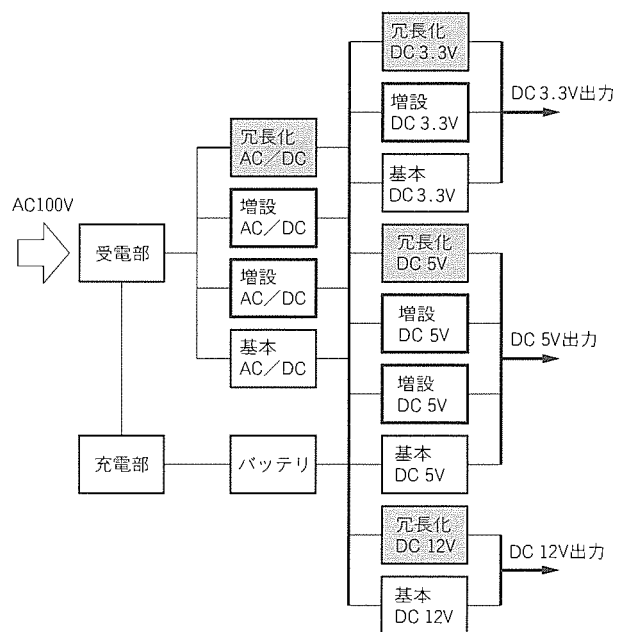 AC100V
受電部
充電部
冗長化
AC／DC
増設
AC／DC
増設
AC／DC
基本
AC／DC
バッテリ
冗長化
DC 3.3V
増設
DC 3.3V
基本
DC 3.3V
冗長化
DC 5V
増設
DC 5V
増設
DC 5V
基本
DC 5V
冗長化
DC 12V
基本
DC 12V
DC 3.3V出力
DC 5V出力
DC 12V出力